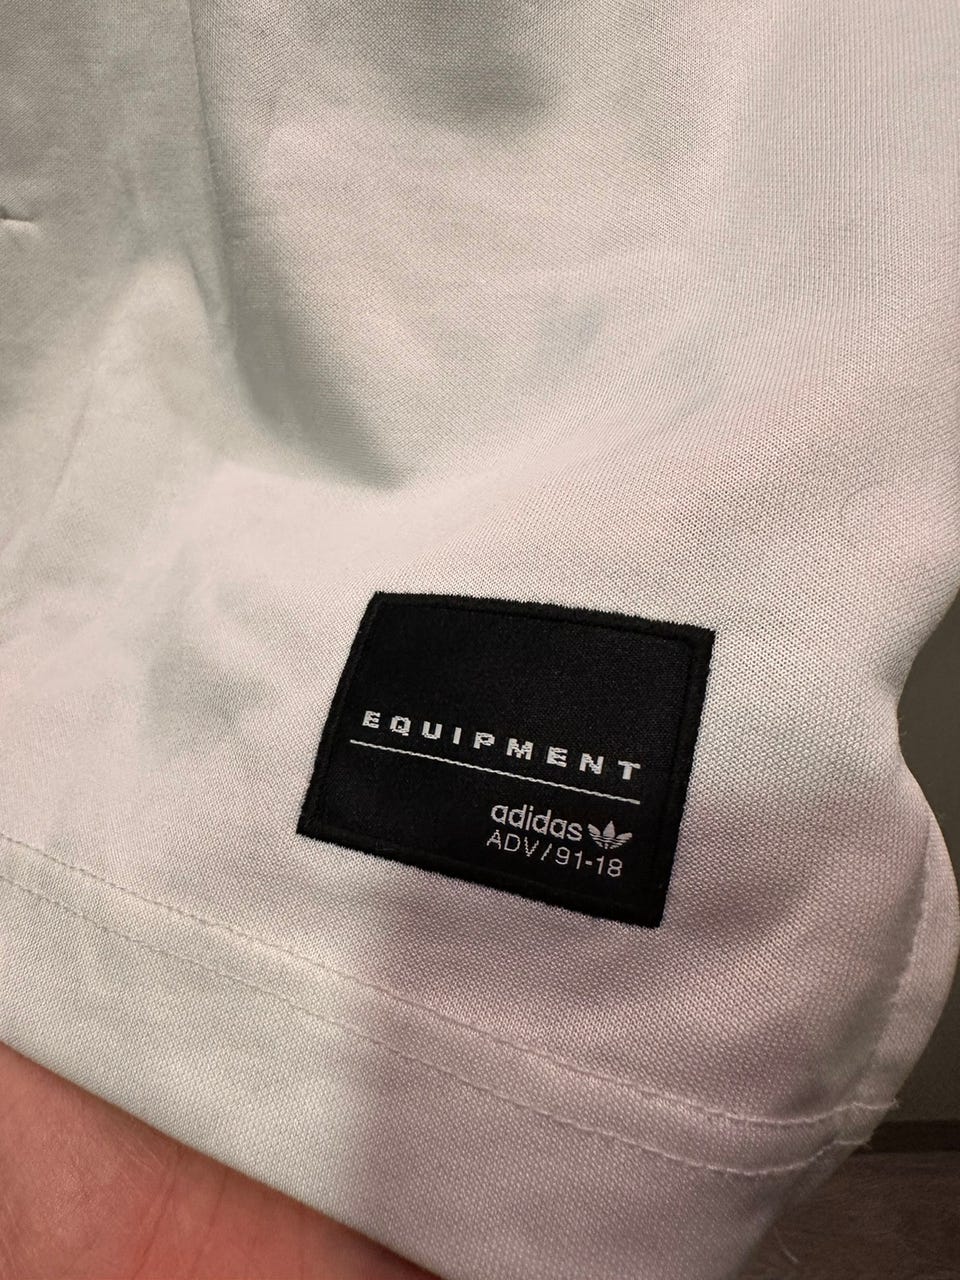 EQUIPMENT
adidas
ADV/91-18